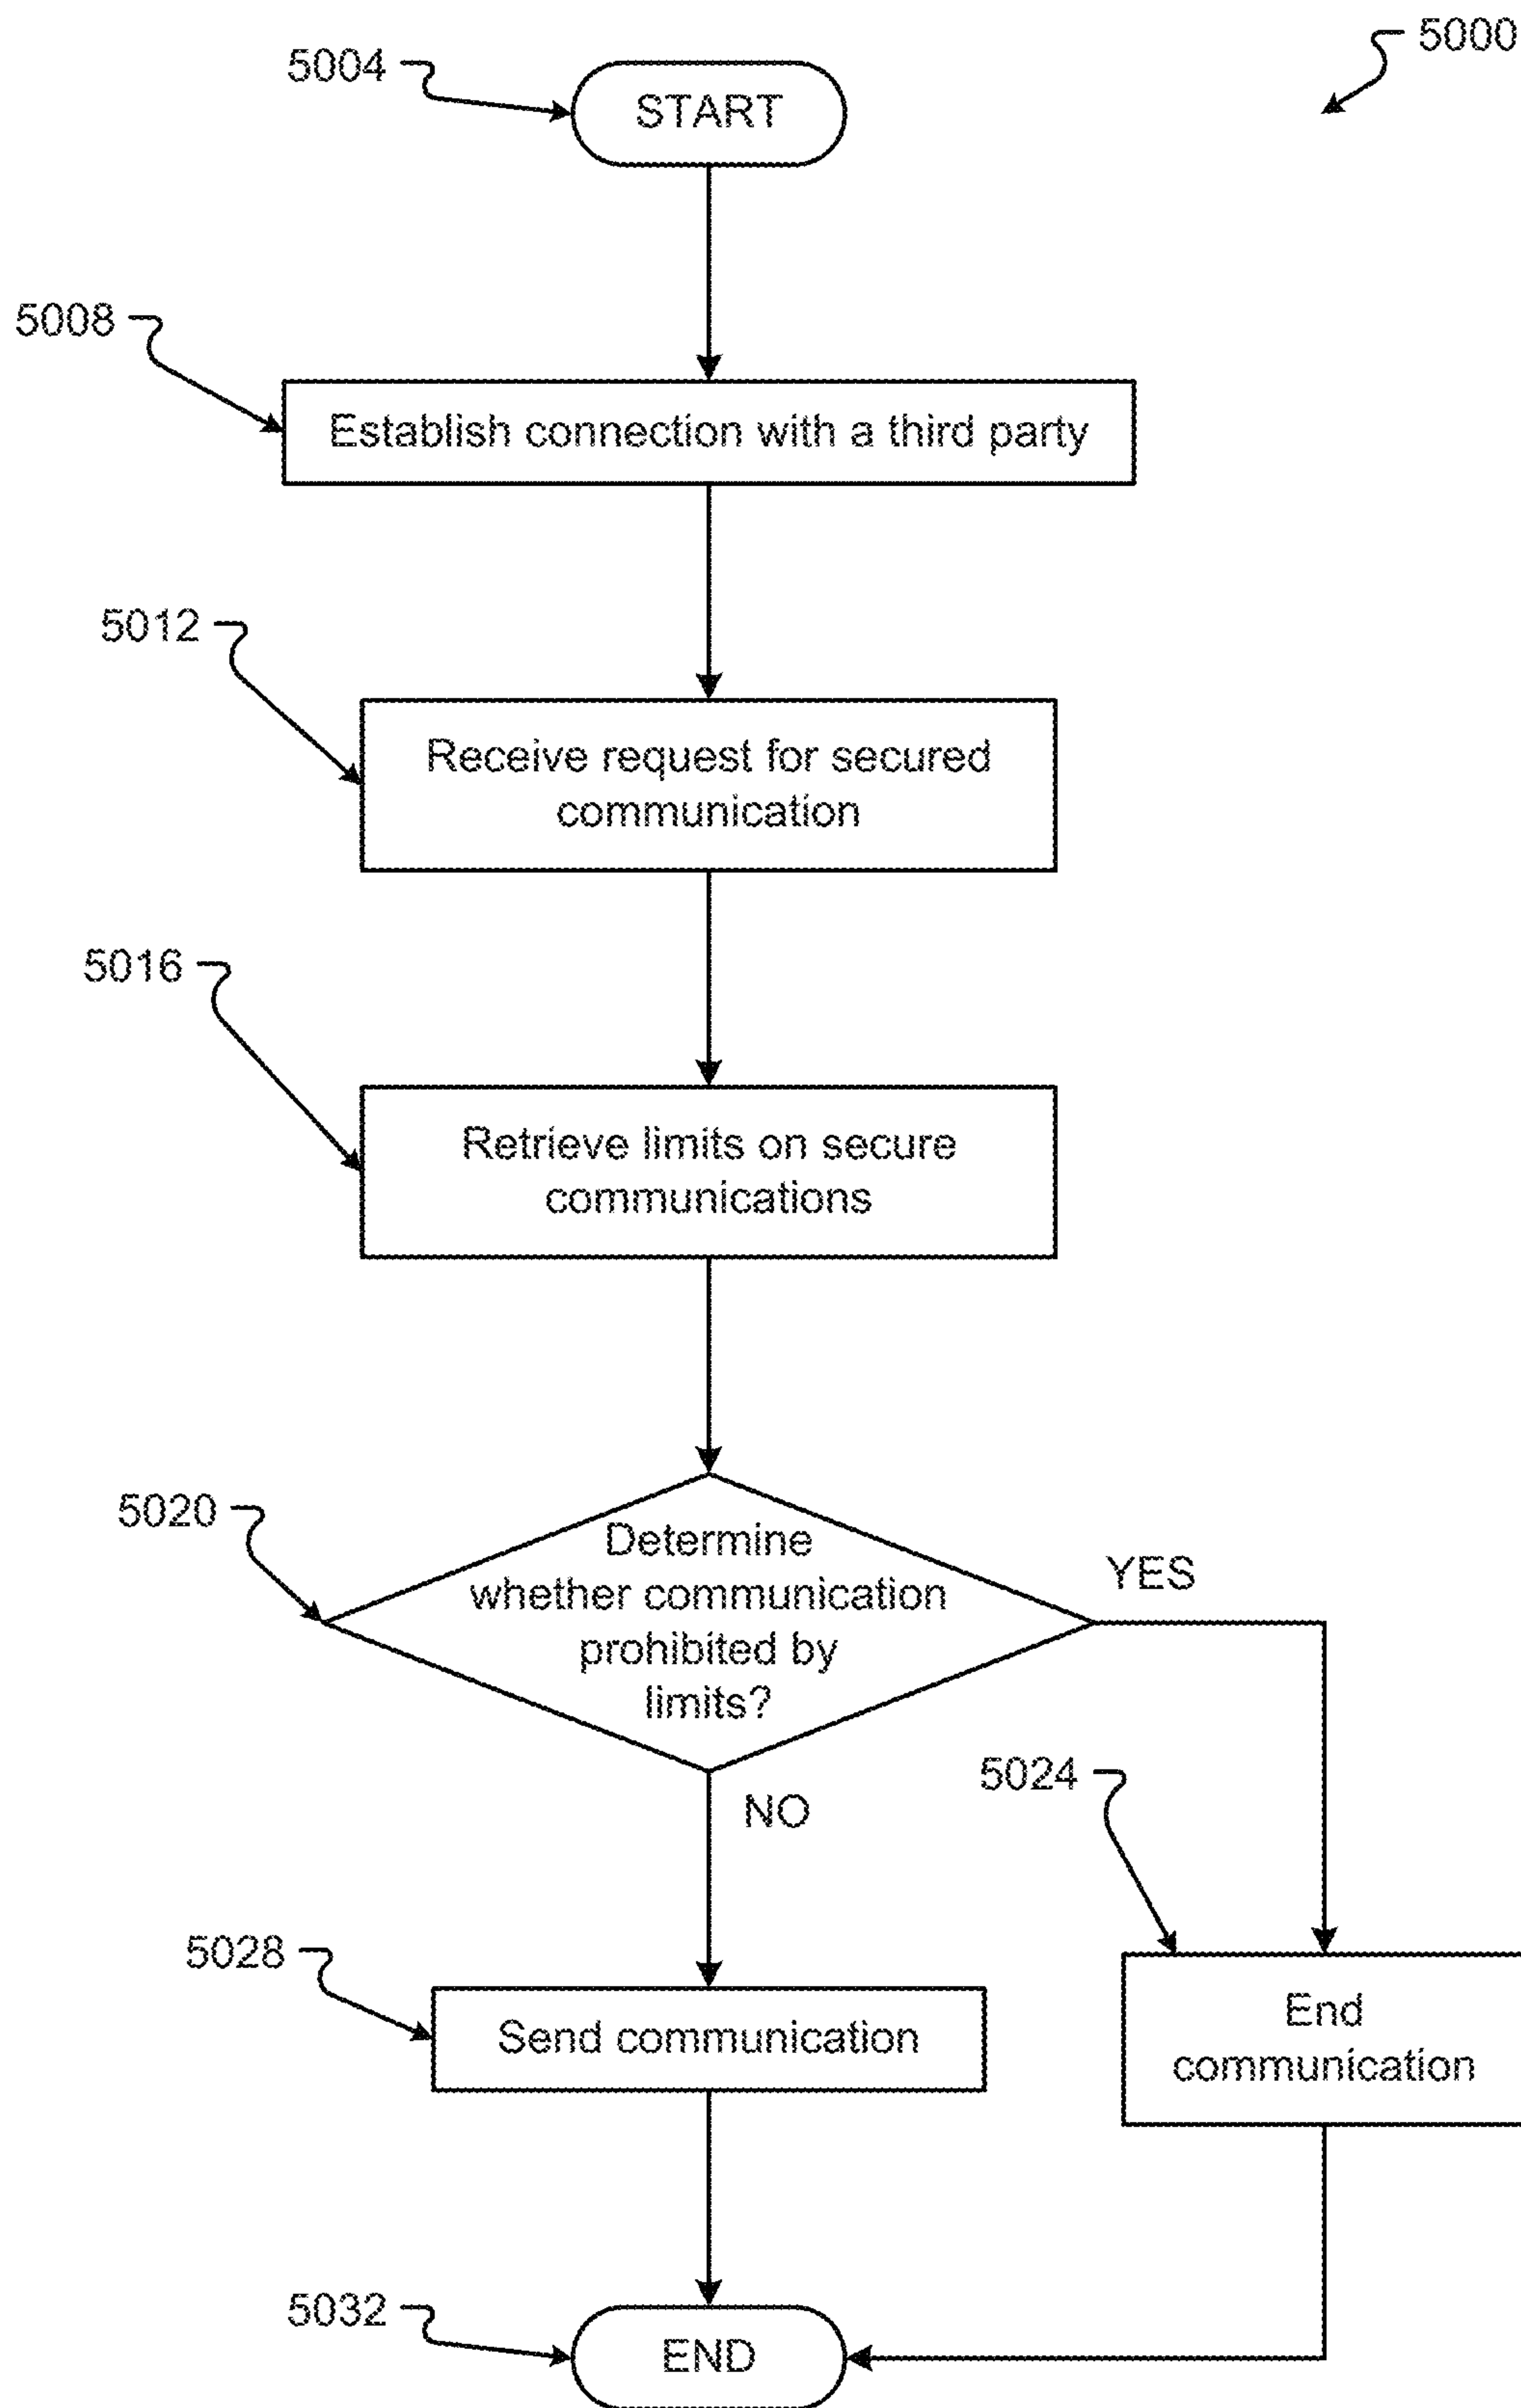 5000
5004
START
5008
Establish connection with a third party
5012
Receive request for secured
communication
5016
Retrieve limits on secure
communications
5020
Determine
whether communication
prohibited by
limits?
YES
NO
5024
End
communication
5028
Send communication
5032
END